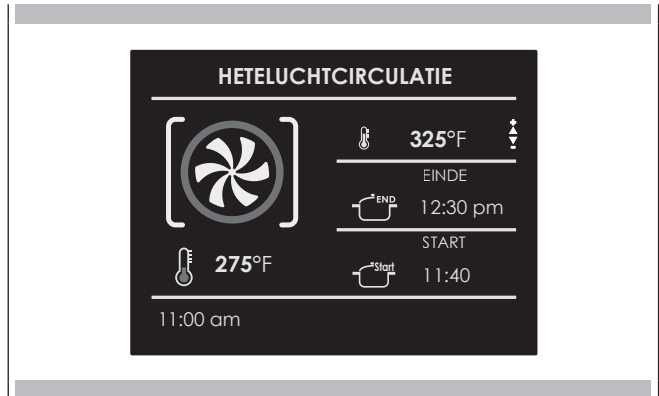 HETELUCHTCIRCULATIE
325°F
EINDE
END
12:30 pm
START
Start
11:40
275°F
11:00 am